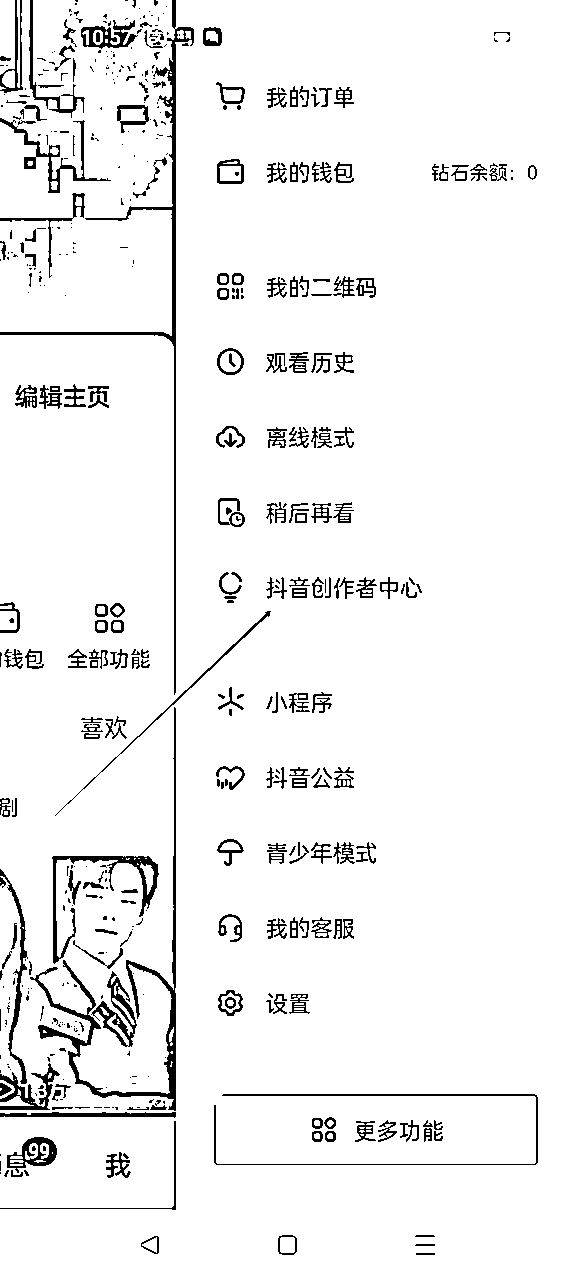 10:57
我的订单
我的钱包 钻石余额：0
我的二维码
观看历史
编辑主页
离线模式
稍后再看
抖音创作者中心
钱包 全部功能
小程序
喜欢
抖音公益
剧
青少年模式
我的客服
设置
更多功能
息 99 我